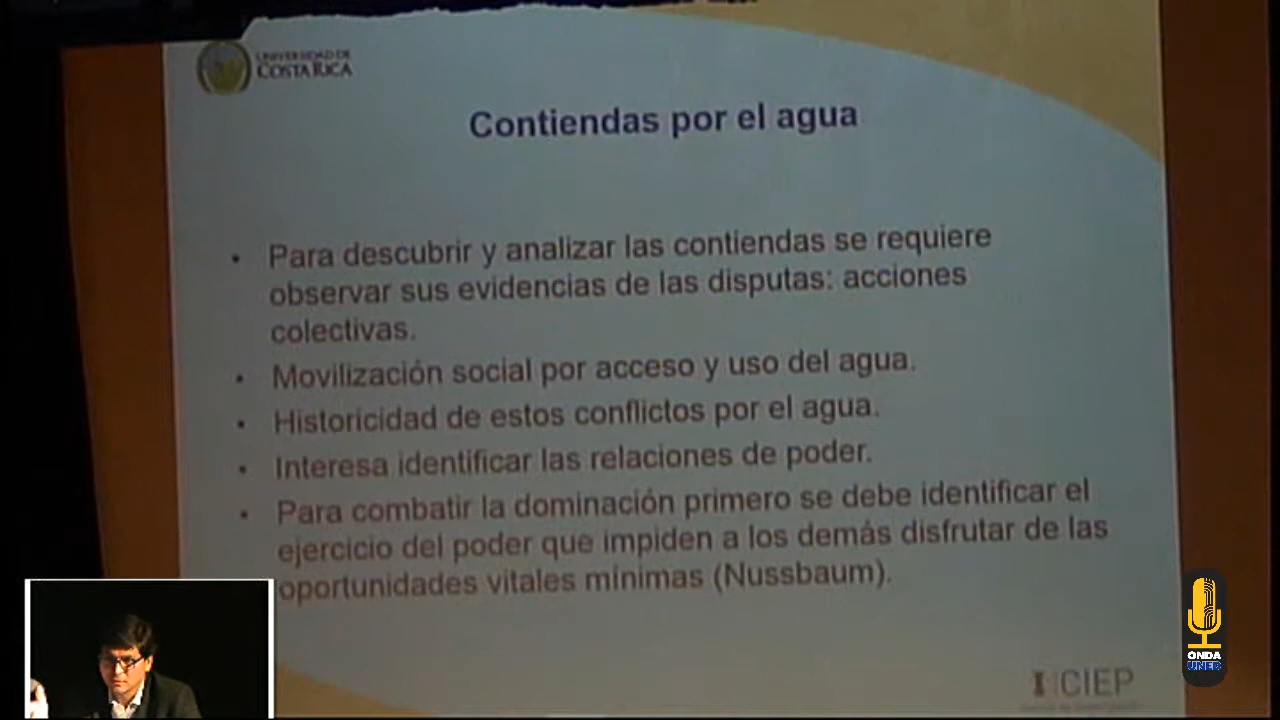 UNIVERSIDAD DE
COSTA RICA
Contiendas por el agua
• Para descubrir y analizar las contiendas se requiere
observar sus evidencias de las disputas: acciones
colectivas.
• Movilización social por acceso y uso del agua.
• Historicidad de estos conflictos por el agua.
• Interesa identificar las relaciones de poder.
• Para combatir la dominación primero se debe identificar el
ejercicio del poder que impiden a los demás disfrutar de las
oportunidades vitales mínimas (Nussbaum).
ONDA
UNED
CIEP